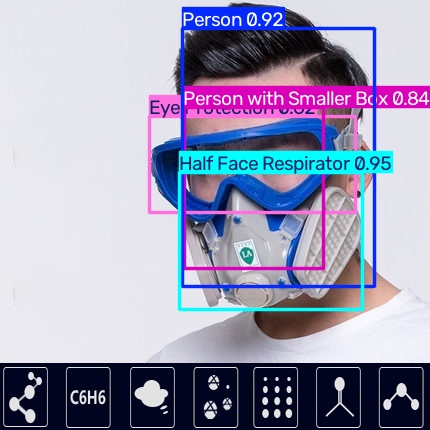 Person 0.92
Person with Smaller Box 0.84
Eye Protection 0.82
Half Face Respirator 0.95
LA
C6H6